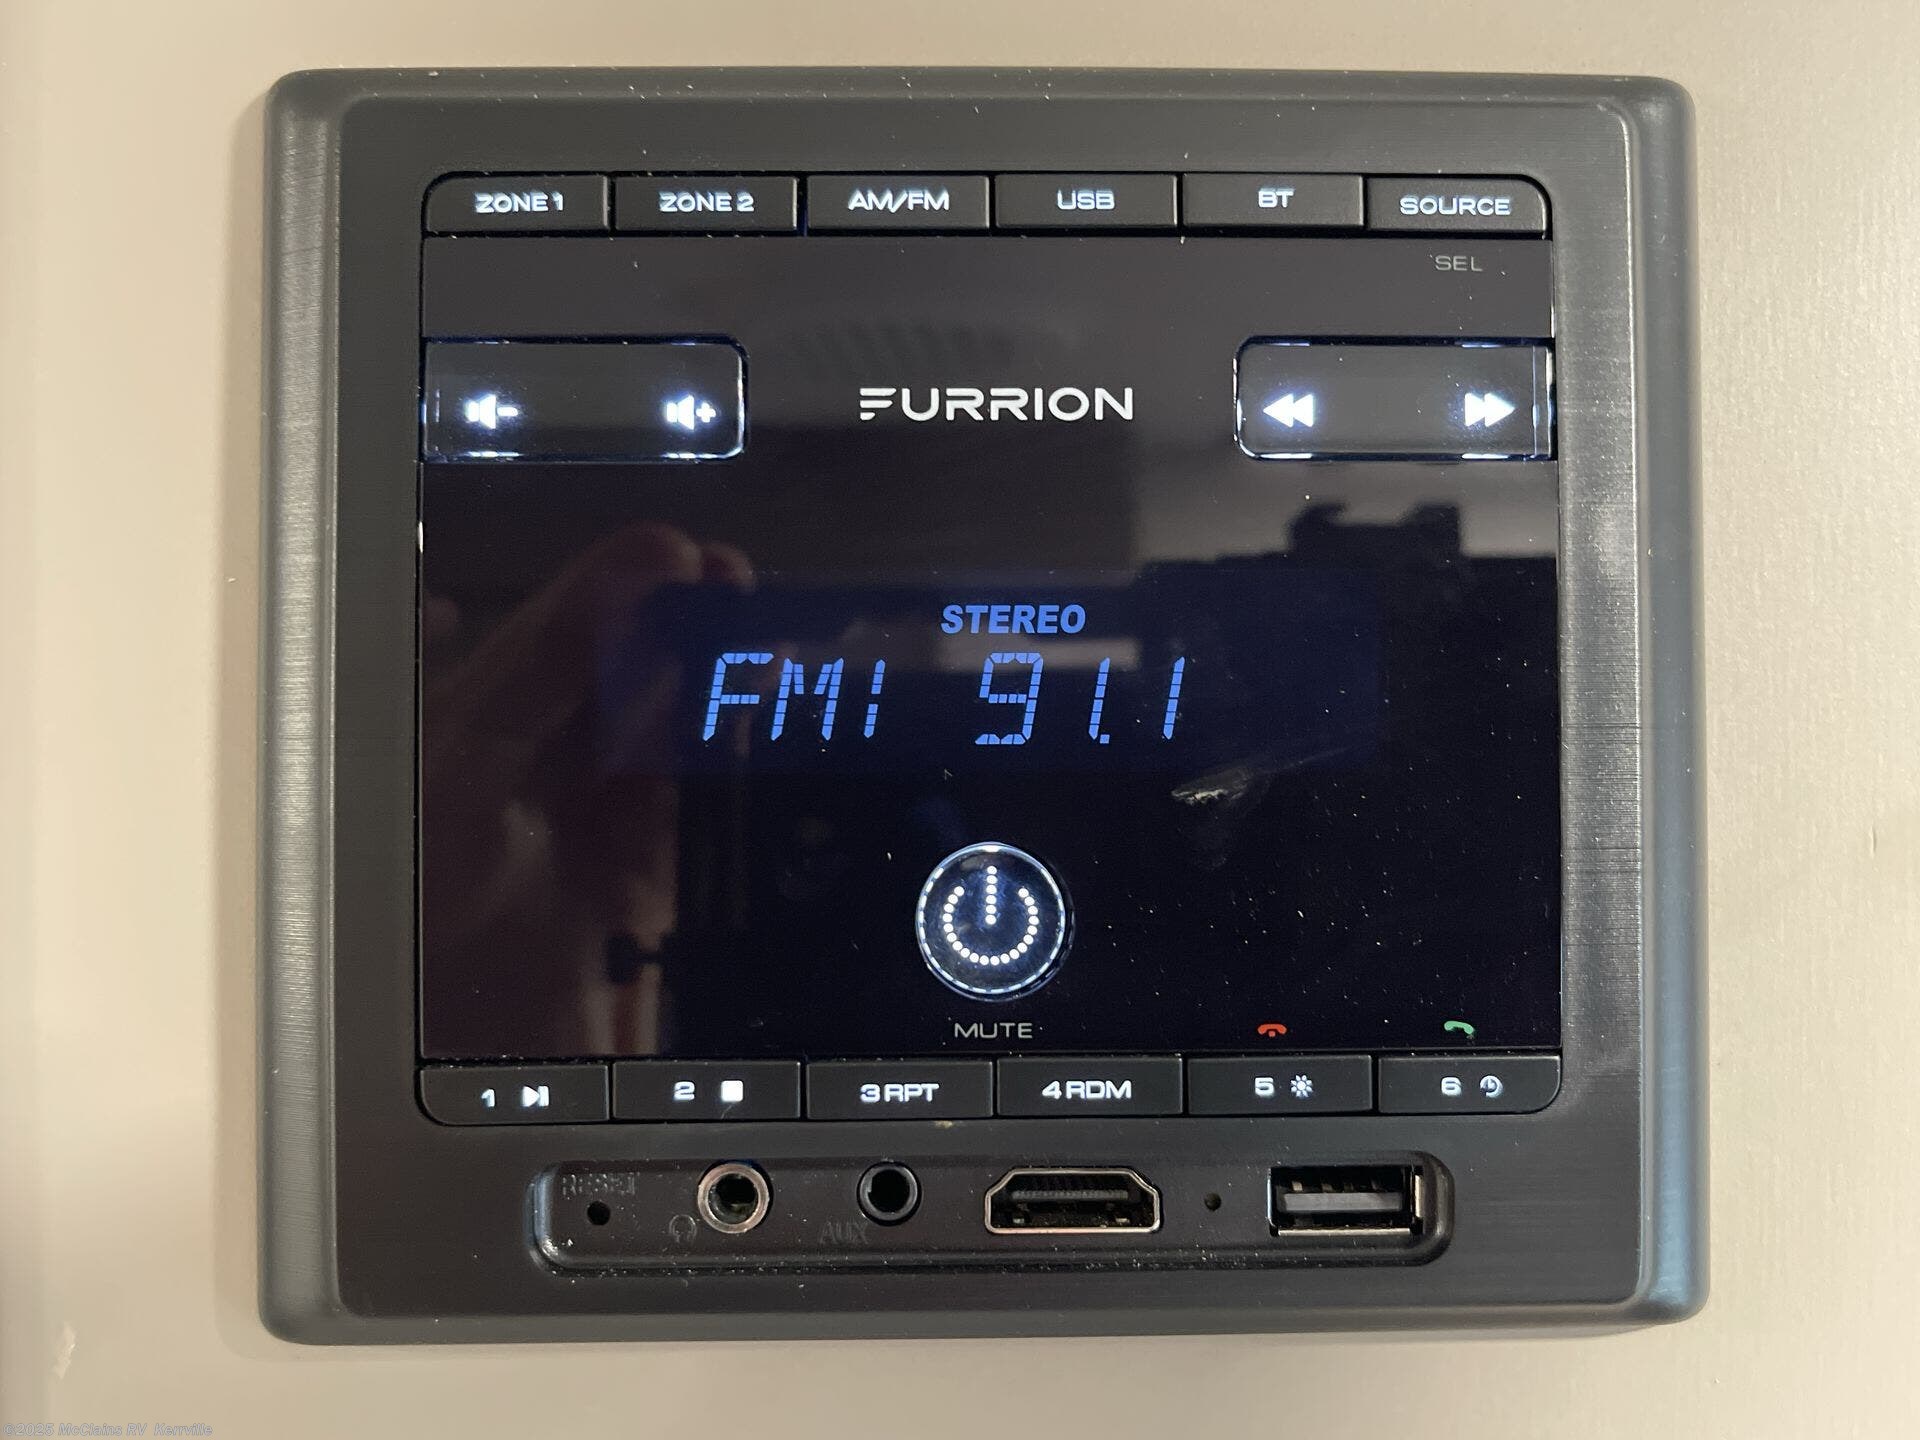 ZONE 1 ZONE 2 AM/FM USB BT SOURCE
SEL
FURRION
STEREO
FM1 91.1
MUTE
1 2 3 RPT 4 RDM 5 6
RESET
AUX
©2025 McClains RV Kerrville